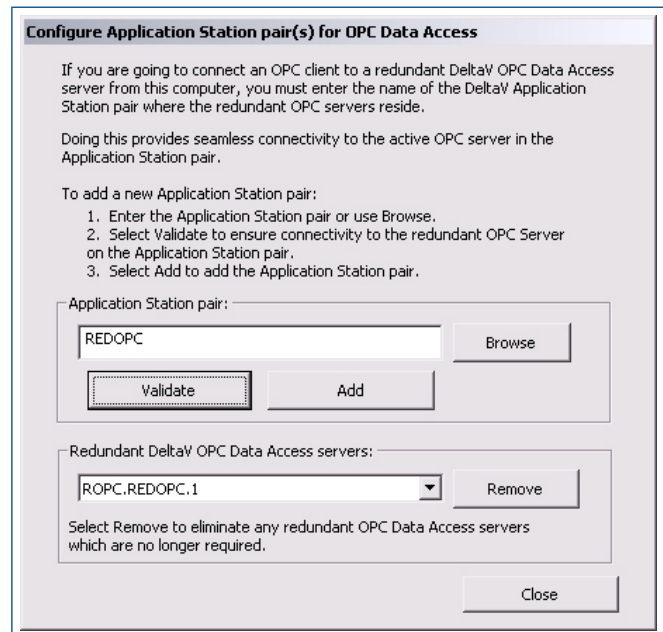 Configure Application Station pair(s) for OPC Data Access
If you are going to connect an OPC client to a redundant DeltaV OPC Data Access
server from this computer, you must enter the name of the DeltaV Application
Station pair where the redundant OPC servers reside.
Doing this provides seamless connectivity to the active OPC server in the
Application Station pair.
To add a new Application Station pair:
1. Enter the Application Station pair or use Browse.
2. Select Validate to ensure connectivity to the redundant OPC Server
on the Application Station pair.
3. Select Add to add the Application Station pair.
Application Station pair:
REDOPC
Browse
Validate
Add
Redundant DeltaV OPC Data Access servers:
ROPC.REDOPC.1
Remove
Select Remove to eliminate any redundant OPC Data Access servers
which are no longer required.
Close